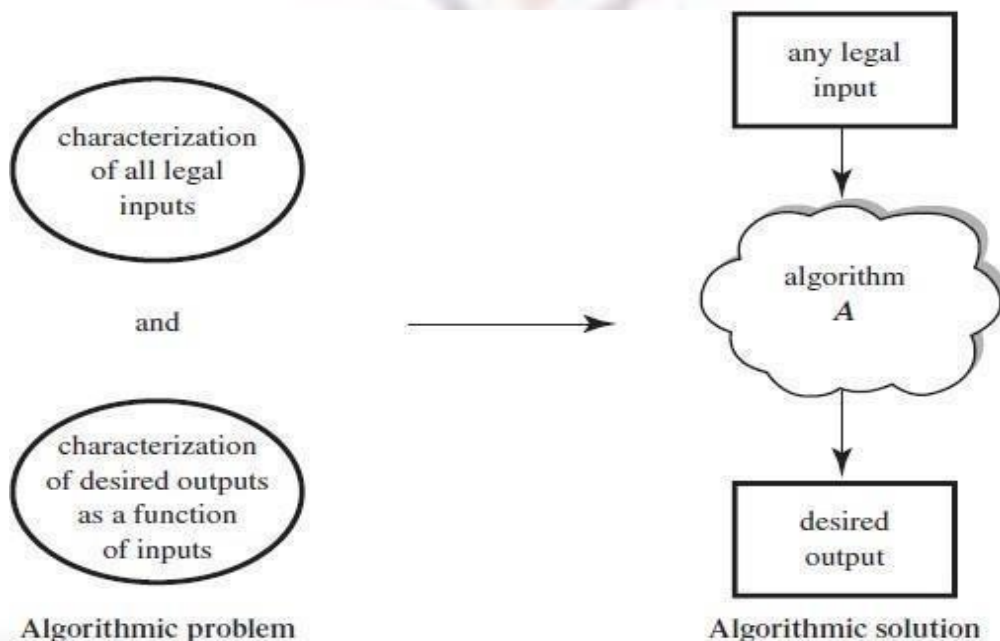 characterization
of all legal
inputs
and
characterization
of desired outputs
as a function
of inputs
Algorithmic problem
any legal
input
algorithm
A
desired
output
Algorithmic solution